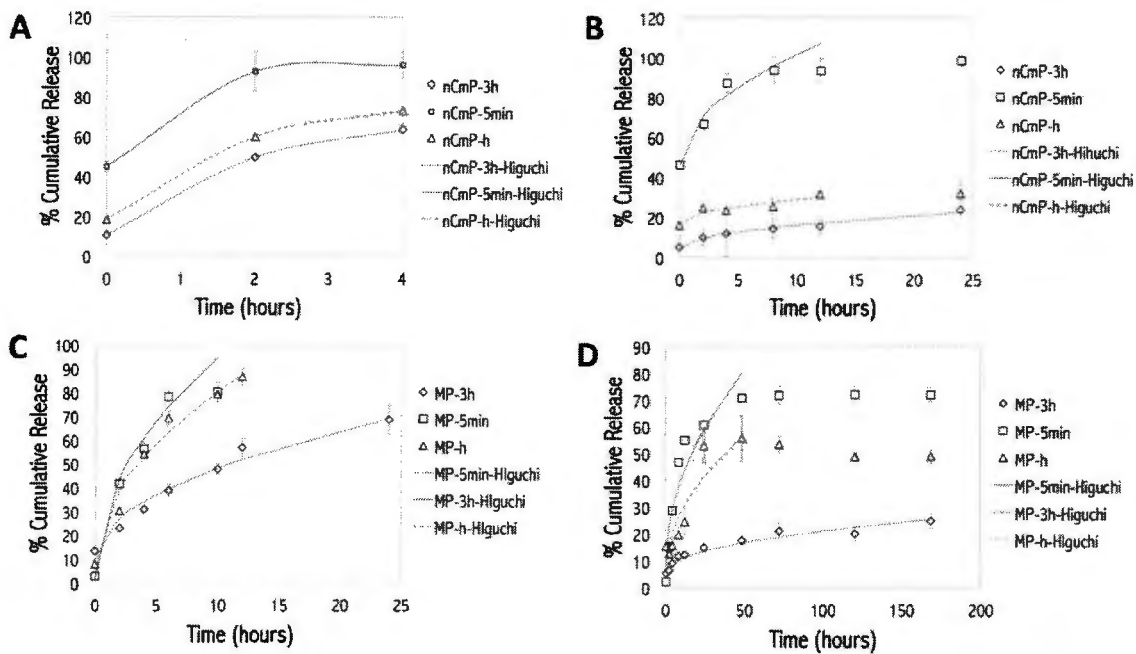 A
% Cumulative Release
120
100
80
60
40
20
0
0 1 2 3 4
Time (hours)
nCmP-3h
nCmP-5min
nCmP-h
nCmP-3h-Higuchi
nCmP-5min-Higuchi
nCmP-h-Higuchi
B
% Cumulative Release
120
100
80
60
40
20
0
0 5 10 15 20 25
Time (hours)
nCmP-3h
nCmP-5min
nCmP-h
nCmP-3h-Hihuchi
nCmP-5min-Higuchi
nCmP-h-Higuchi
C
% Cumulative Release
100
90
80
70
60
50
40
30
20
10
0
0 5 10 15 20 25
Time (hours)
MP-3h
MP-5min
MP-h
MP-5min-Higuchi
MP-3h-Higuchi
MP-h-Higuchi
D
% Cumulative Release
90
80
70
60
50
40
30
20
10
0
0 50 100 150 200
Time (hours)
MP-3h
MP-5min
MP-h
MP-5min-Higuchi
MP-3h-Higuchi
MP-h-Higuchi